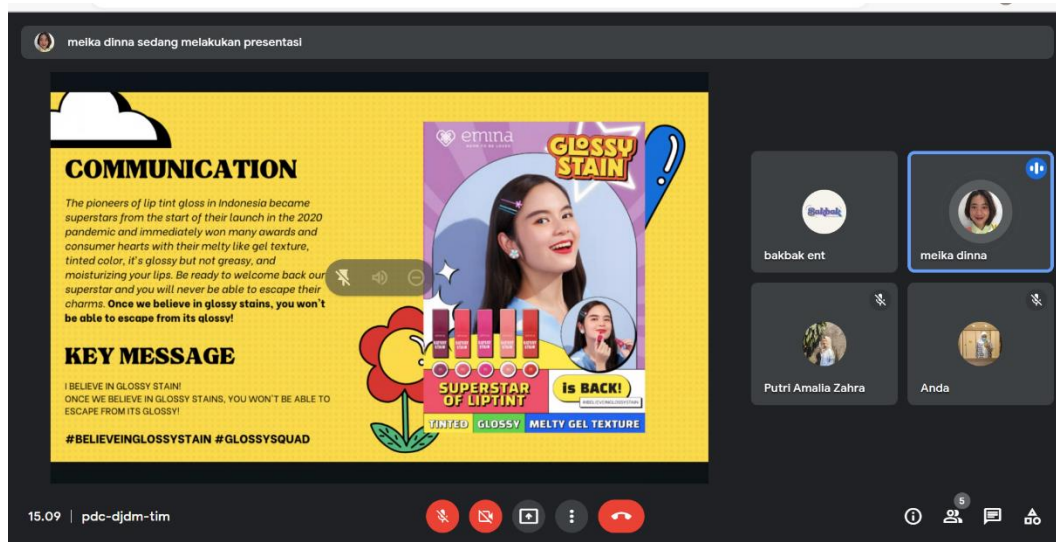 meika dinna sedang melakukan presentasi
COMMUNICATION
The pioneers of lip tint gloss in Indonesia became
superstars from the start of their launch in the 2020
pandemic and immediately won many awards and
consumer hearts with their melty like gel texture,
tinted color, it's glossy but not greasy, and
moisturizing your lips. Be ready to welcome back our
superstar and you will never be able to escape their
charms. Once we believe in glossy stains, you won't
be able to escape from its glossy!
KEY MESSAGE
I BELIEVE IN GLOSSY STAIN!
ONCE WE BELIEVE IN GLOSSY STAINS, YOU WON'T BE ABLE TO
ESCAPE FROM ITS GLOSSY!
#BELIEVEINGLOSSYSTAIN #GLOSSYSQUAD
emina
GLOSSY
STAIN
SUPERSTAR
OF LIPTINT
is BACK!
#BELIEVEINGLOSSYSTAIN
TINTED GLOSSY MELTY GEL TEXTURE
Bakbak
bakbak ent
meika dinna
Putri Amalia Zahra
Anda
15.09 | pdc-djdm-tim
5